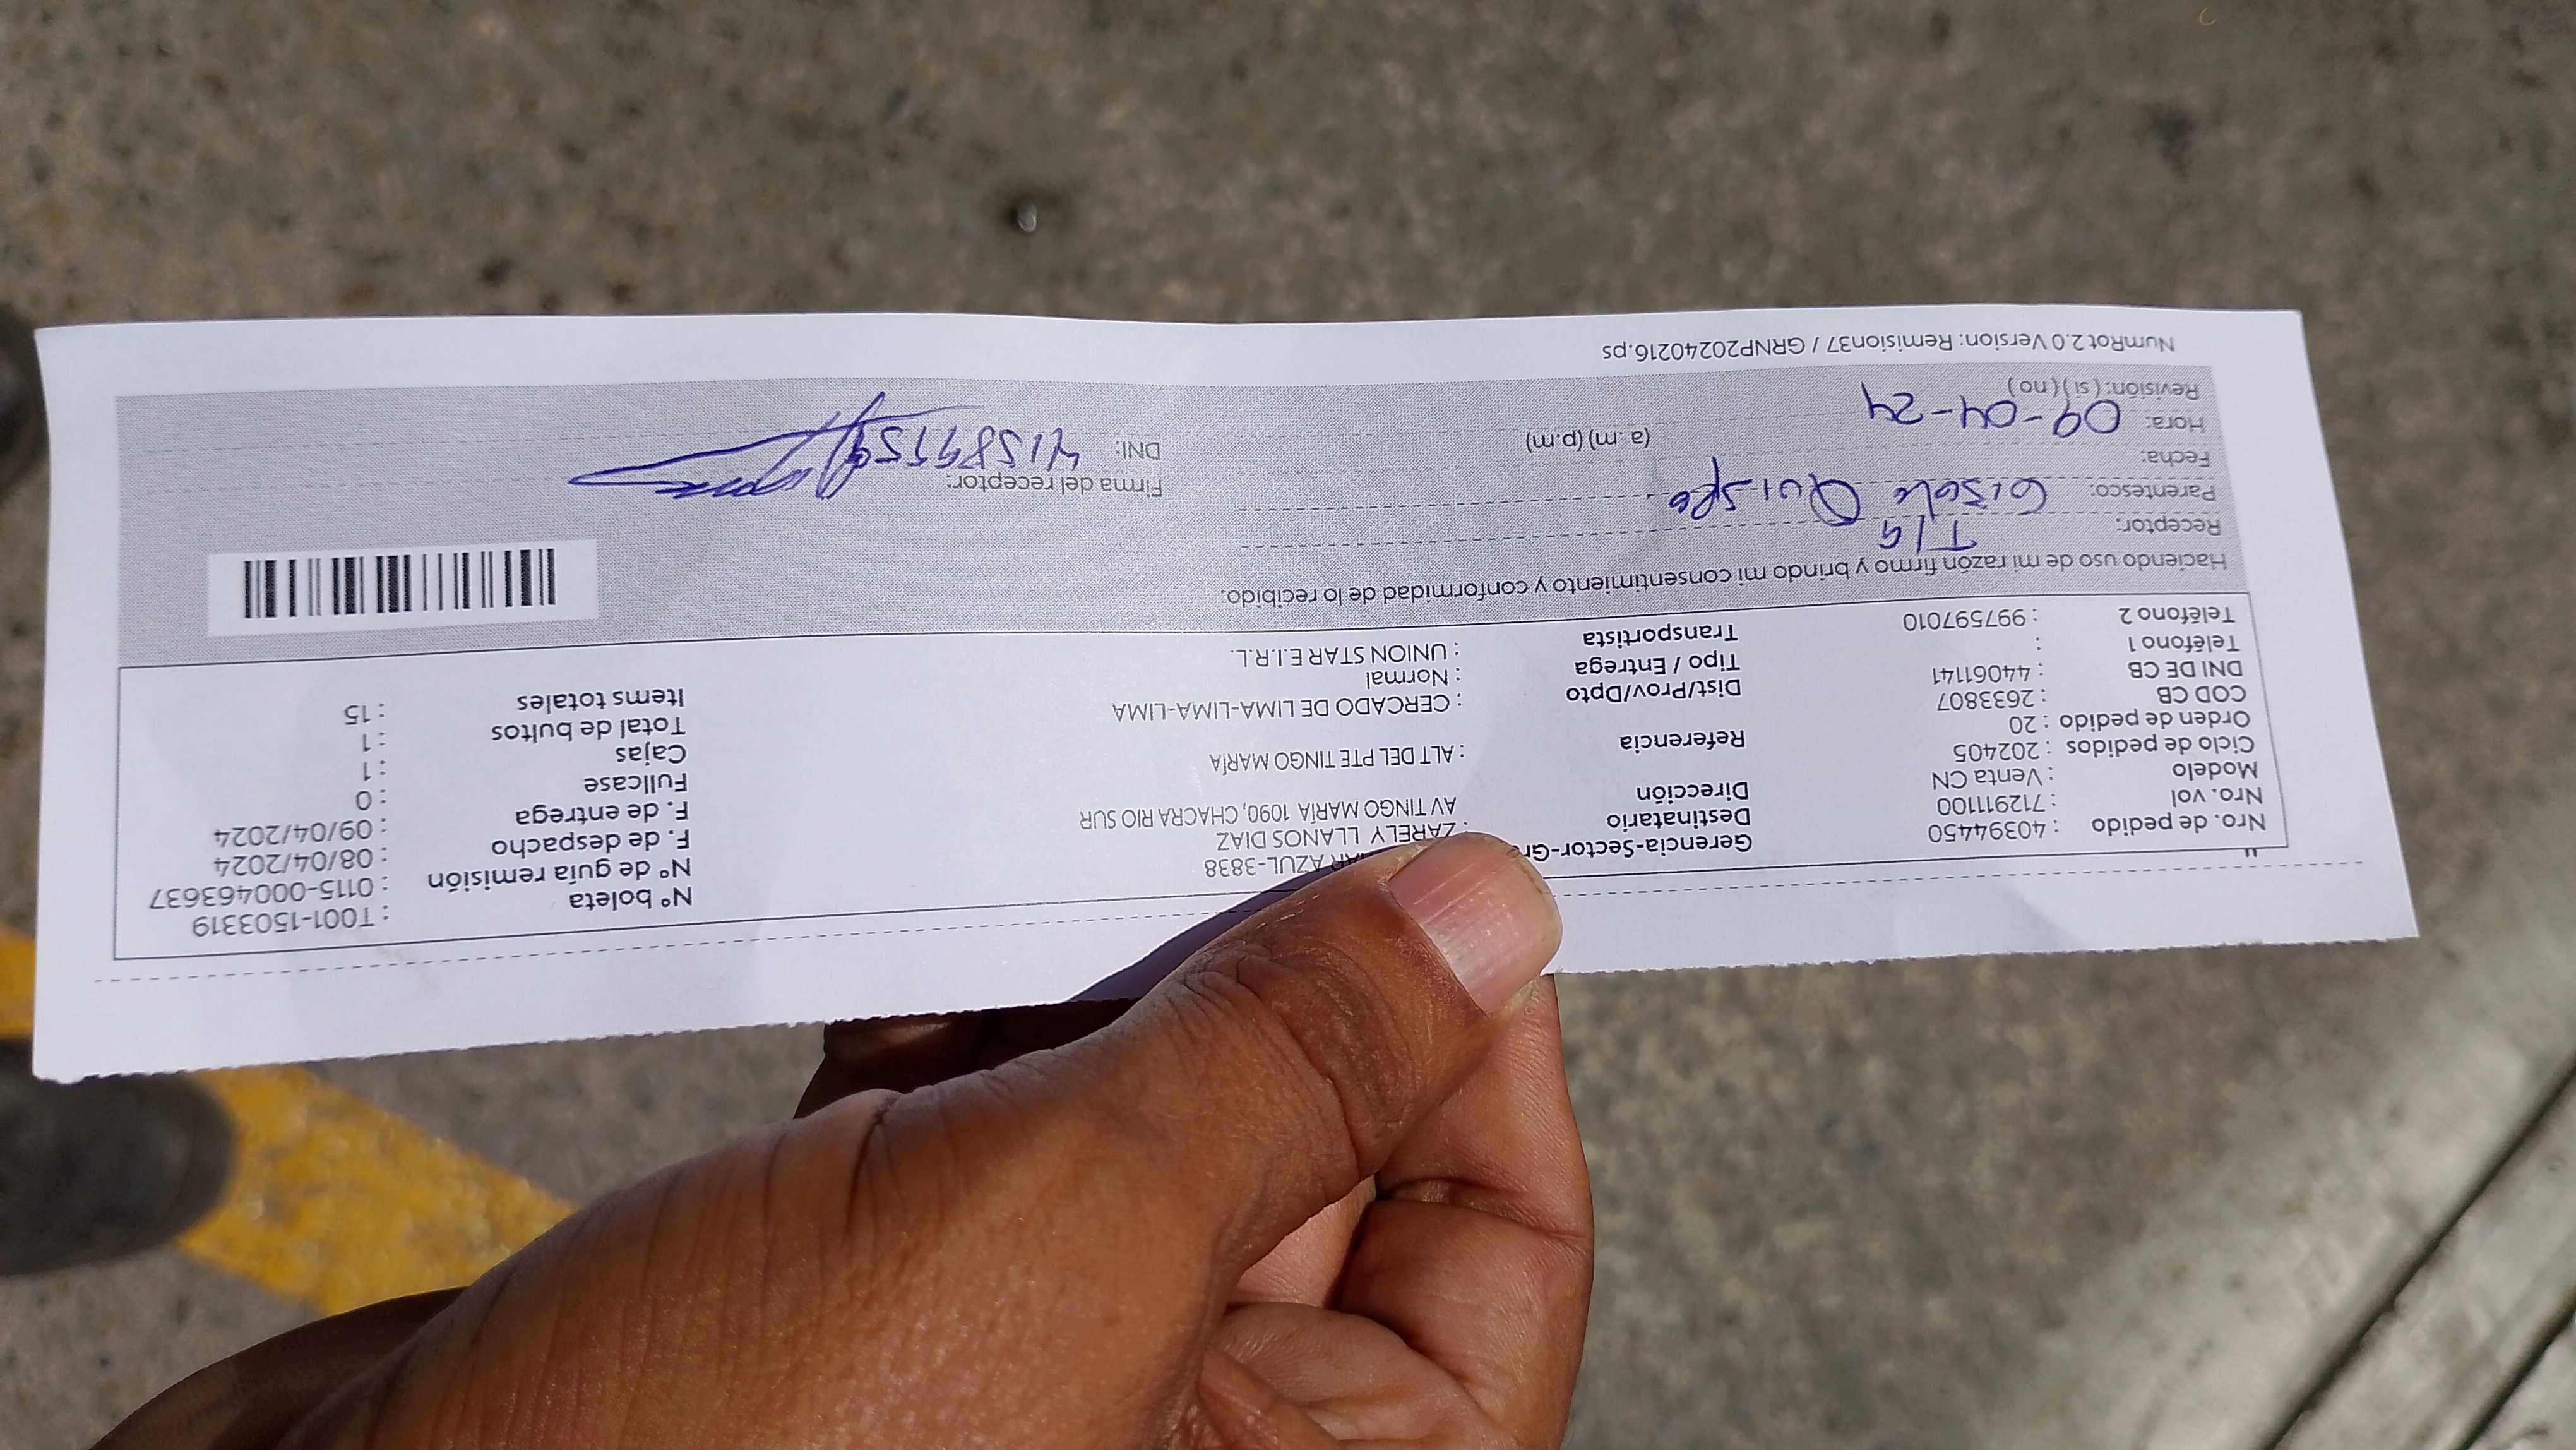 Nro. de pedido : 40394450
Nro. vol. : 712911100
Modelo : Venta CN
Ciclo de pedidos : 202405
Orden de pedido : 20
COD CB : 2633807
DNI DE CB : 44061141
Teléfono 1 :
Teléfono 2 : 997597010
Gerencia-Sector-Gr AZUL-3838
Destinatario : ZARELY LLANOS DIAZ
Dirección AV TINGO MARÍA 1090, CHACRA RIO SUR
Referencia : ALT DEL PTE TINGO MARÍA
Dist/Prov/Dpto : CERCADO DE LIMA-LIMA-LIMA
Tipo / Entrega : Normal
Transportista : UNION STAR E.I.R.L.
N° boleta : T001-1503319
N° de guía remisión : 0115-000463637
F. de despacho : 08/04/2024
F. de entrega : 09/04/2024
Fullcase : 0
Cajas : 1
Total de bultos : 1
Items totales : 15
Haciendo uso de mi razón firmo y brindo mi consentimiento y conformidad de lo recibido.
Receptor: Tía
Parentesco: Gisela Quispe
Fecha:
Hora: 09-04-24 (a. m) (p.m)
Revisión: ( si ) ( no )
Firma del receptor:
DNI:
NumRot 2.0 Version: Remision37 / GRNP20240216.ps